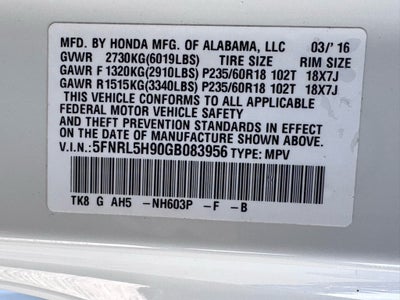 MFD. BY HONDA MFG. OF ALABAMA, LLC 03/ 16
GVWR 2730KG(6019LBS) TIRE SIZE RIM SIZE
GAWR F 1320KG(2910LBS) P235/60R18 102T 18X7J
GAWR R1515KG(3340LBS) P235/60R18 102T 18X7J
THIS VEHICLE CONFORMS TO ALL APPLICABLE
FEDERAL MOTOR VEHICLE SAFETY
AND THEFT PREVENTION STANDARDS IN EFFECT
ON THE DATE OF MANUFACTURE SHOWN ABOVE.
V.I.N.:5FNRL5H90GB083956 TYPE: MPV
TK8 G AH5 -NH603P -F -B